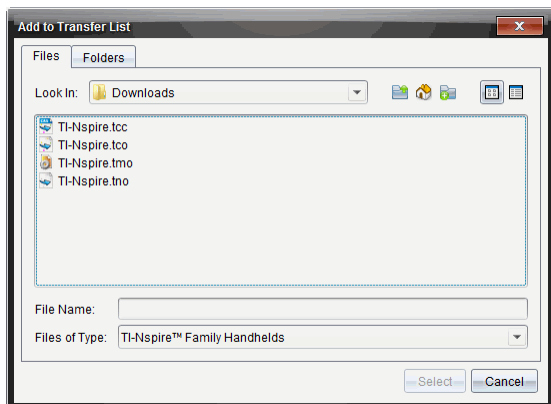 Add to Transfer List
Files
Folders
Look In:
Downloads
TI-Nspire.tcc
TI-Nspire.tco
TI-Nspire.tmo
TI-Nspire.tno
File Name:
Files of Type:
TI-Nspire™ Family Handhelds
Select
Cancel